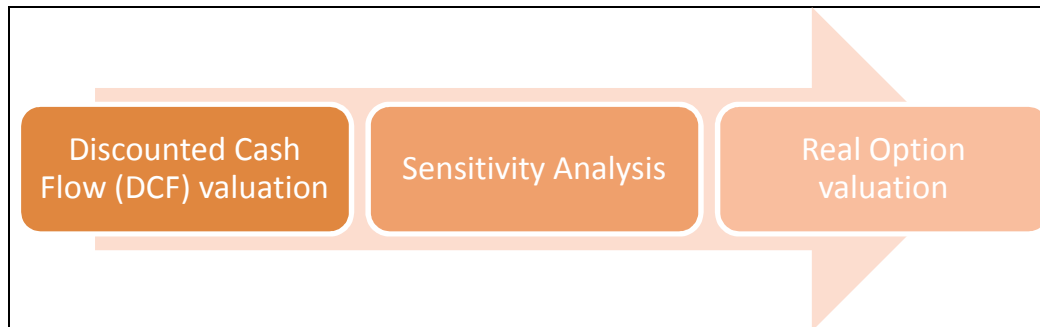 Discounted Cash
Flow (DCF) valuation
Sensitivity Analysis
Real Option
valuation